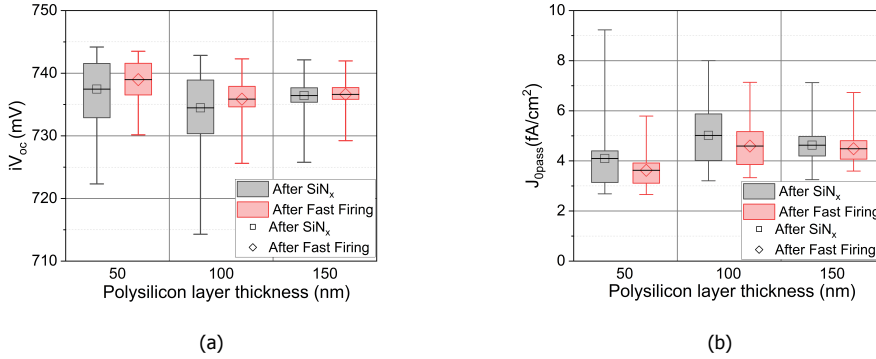 750
740
730
720
710
iV_oc (mV)
After SiN_x
After Fast Firing
After SiN_x
After Fast Firing
50 100 150
Polysilicon layer thickness (nm)
(a)
10
8
6
4
2
0
J_0pass(fA/cm²)
After SiN_x
After Fast Firing
After SiN_x
After Fast Firing
50 100 150
Polysilicon layer thickness (nm)
(b)